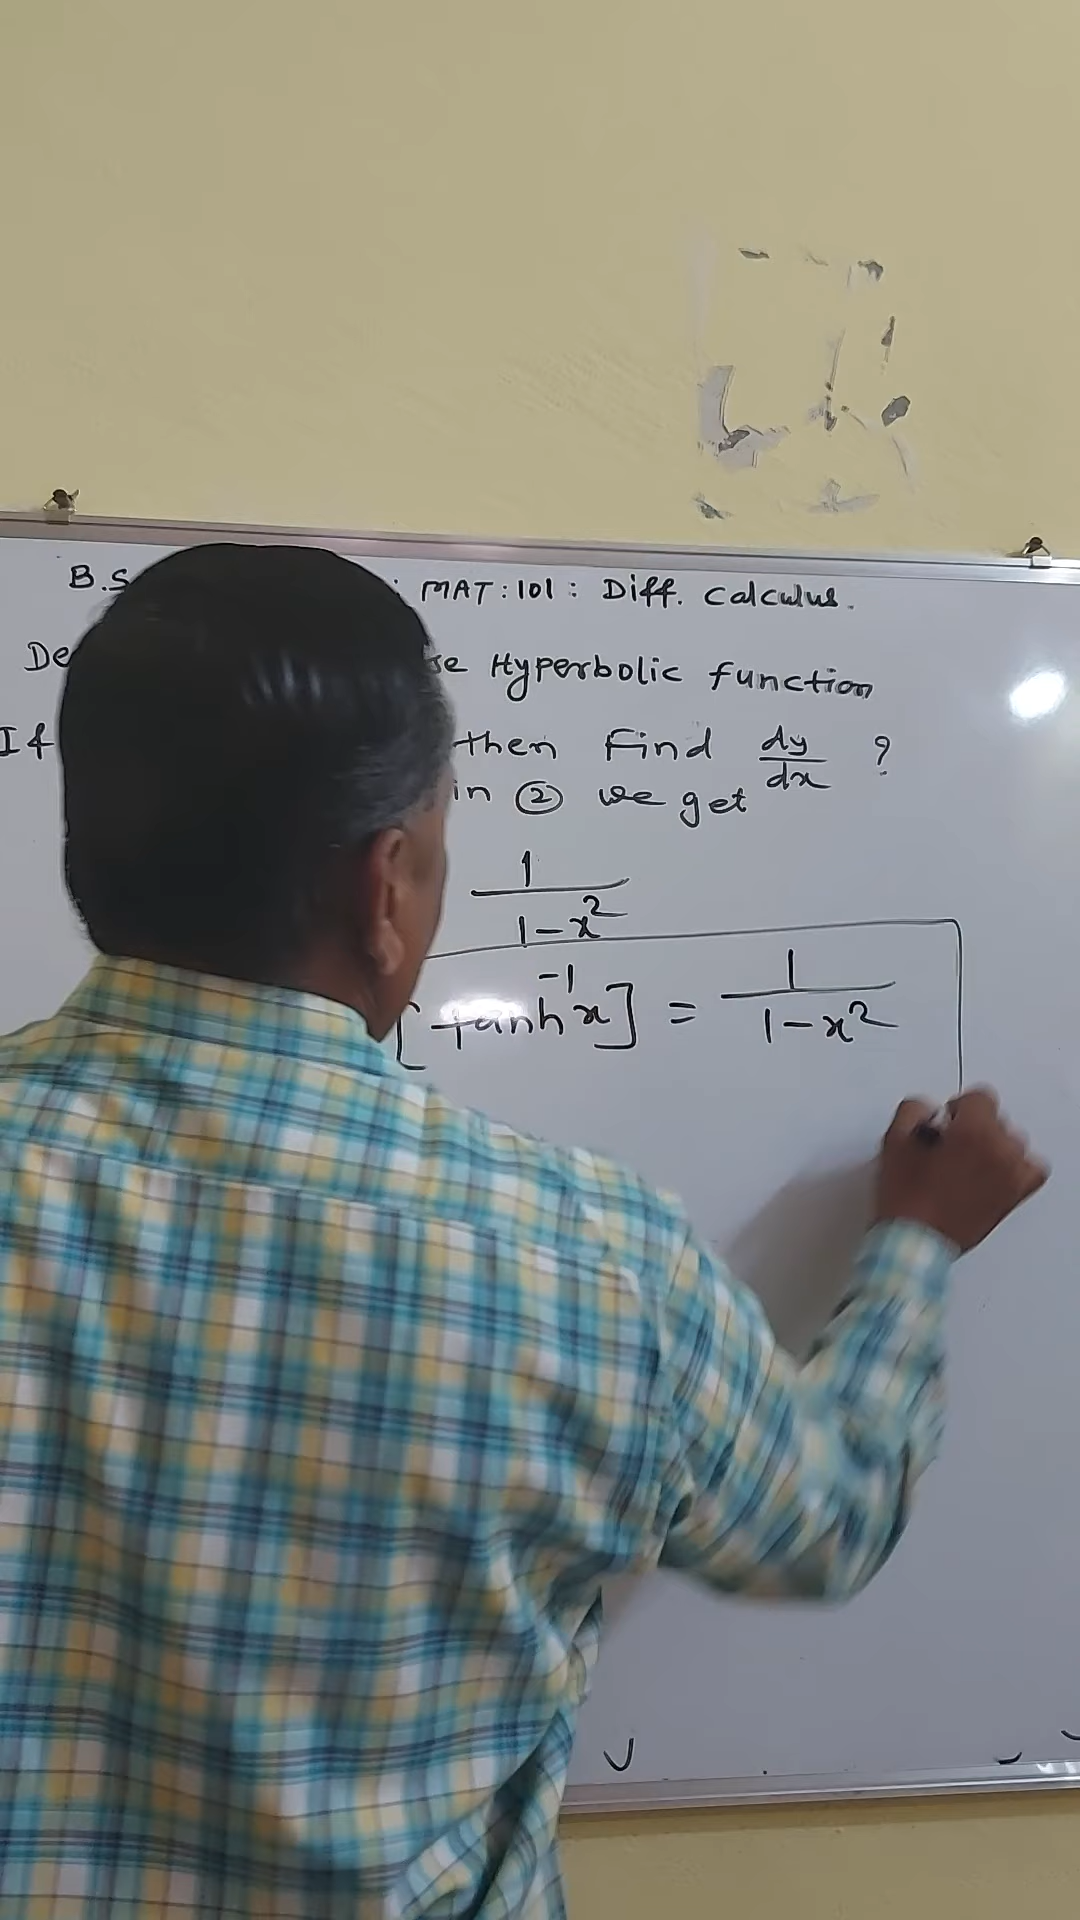 B.S : MAT:101: Diff. Calculus.
De se Hyperbolic function
If then Find dy/dx ?
in ② we get
1/(1-x²)
[tanh⁻¹x] = 1/(1-x²)